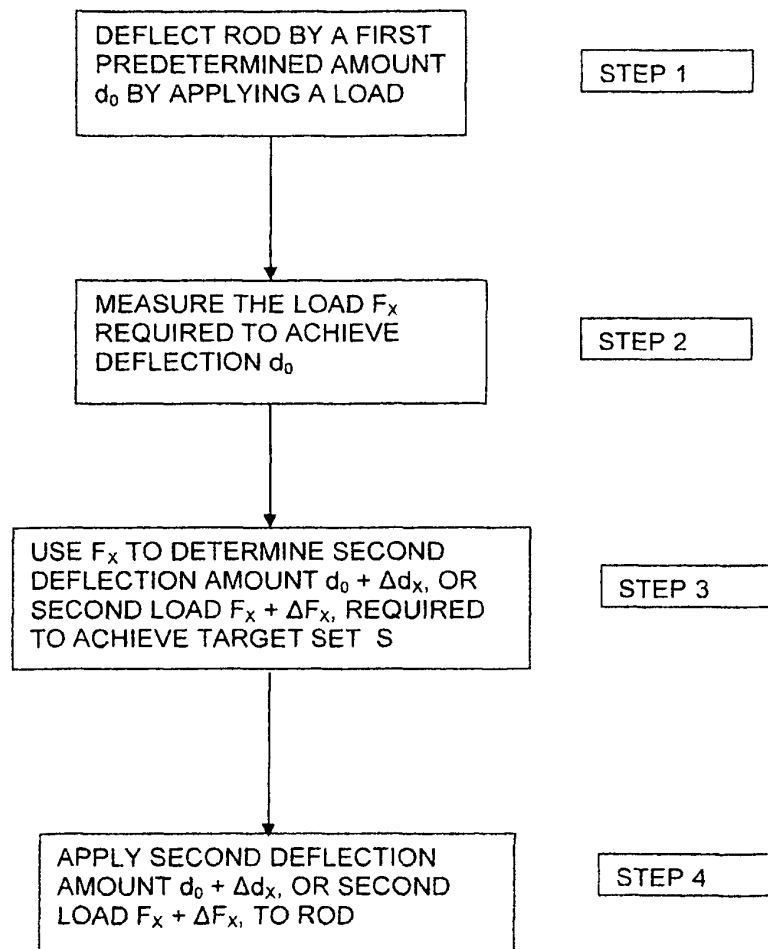 DEFLECT ROD BY A FIRST
PREDETERMINED AMOUNT
d₀ BY APPLYING A LOAD
STEP 1
MEASURE THE LOAD Fₓ
REQUIRED TO ACHIEVE
DEFLECTION d₀
STEP 2
USE Fₓ TO DETERMINE SECOND
DEFLECTION AMOUNT d₀ + Δdₓ, OR
SECOND LOAD Fₓ + ΔFₓ, REQUIRED
TO ACHIEVE TARGET SET S
STEP 3
APPLY SECOND DEFLECTION
AMOUNT d₀ + Δdₓ, OR SECOND
LOAD Fₓ + ΔFₓ, TO ROD
STEP 4